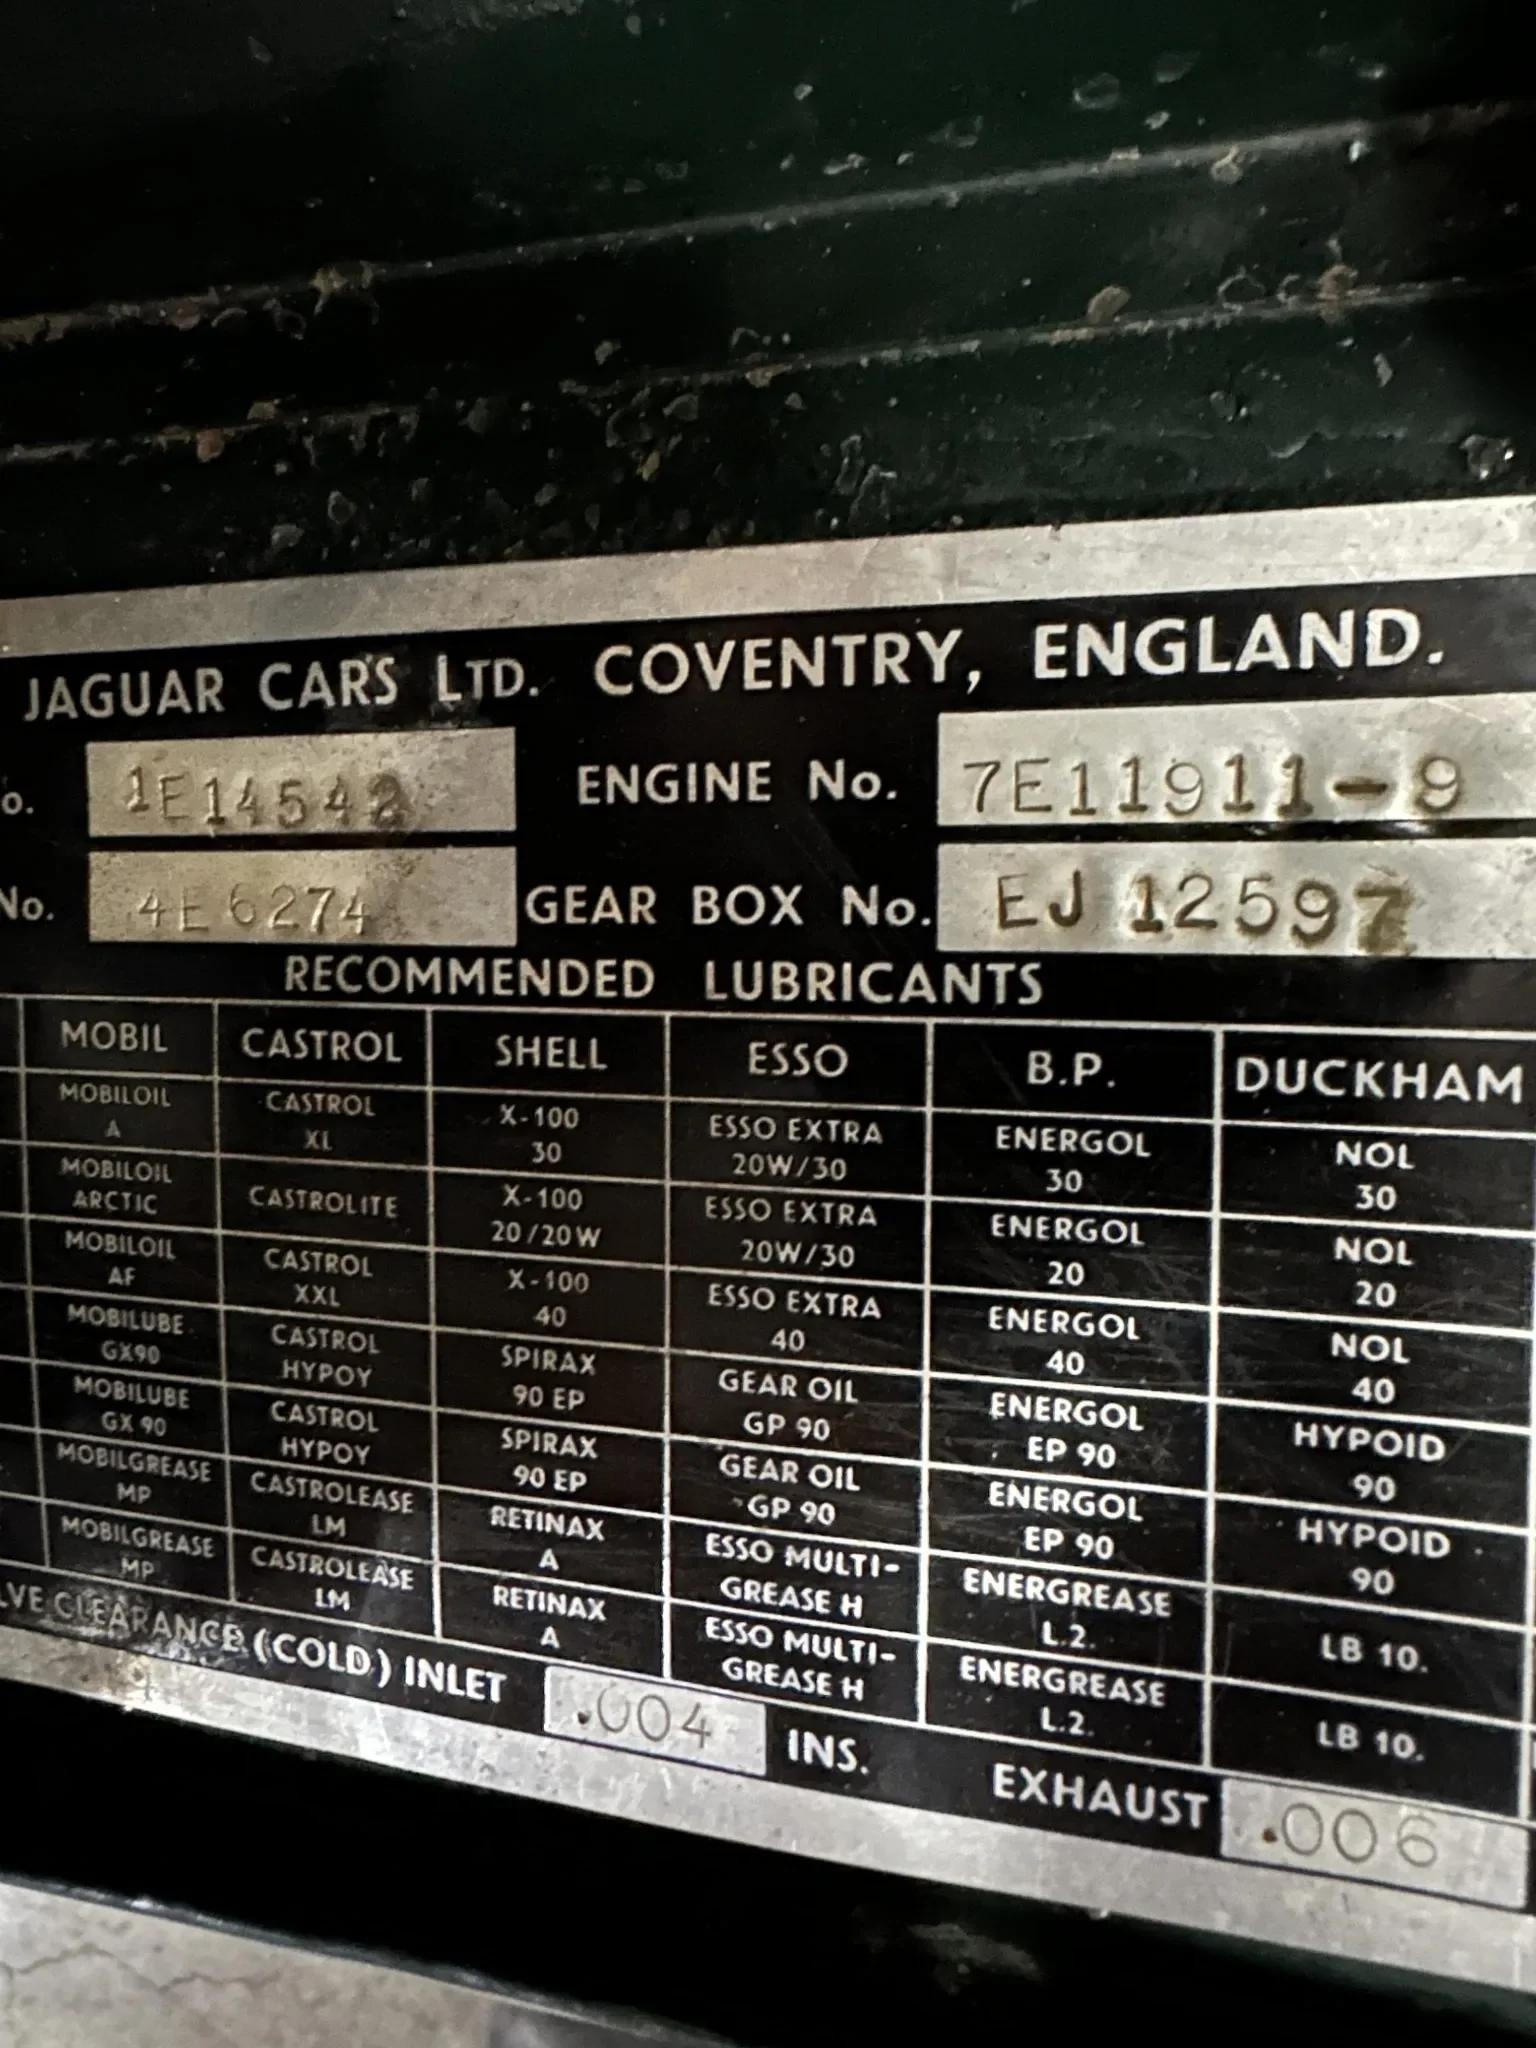 JAGUAR CARS LTD. COVENTRY, ENGLAND.
o. 1E14542 ENGINE No. 7E11911-9
No. 4E6274 GEAR BOX No. EJ 12597
RECOMMENDED LUBRICANTS
MOBIL CASTROL SHELL ESSO B.P. DUCKHAM
MOBILOIL CASTROL X-100 ESSO EXTRA ENERGOL NOL
A XL 30 20W/30 30 30
MOBILOIL CASTROLITE X-100 ESSO EXTRA ENERGOL NOL
ARCTIC 20/20W 20W/30 20 20
MOBILOIL CASTROL X-100 ESSO EXTRA ENERGOL NOL
AF XXL 40 40 40 40
MOBILUBE CASTROL SPIRAX GEAR OIL ENERGOL HYPOID
GX90 HYPOY 90 EP GP 90 EP 90 90
MOBILUBE CASTROL SPIRAX GEAR OIL ENERGOL HYPOID
GX 90 HYPOY 90 EP GP 90 EP 90 90
MOBILGREASE CASTROLEASE RETINAX ESSO MULTI- ENERGREASE LB 10.
MP LM A GREASE H L.2.
MOBILGREASE CASTROLEASE RETINAX ESSO MULTI- ENERGREASE LB 10.
MP LM A GREASE H L.2.
LVE CLEARANCE (COLD) INLET .004 INS. EXHAUST .006